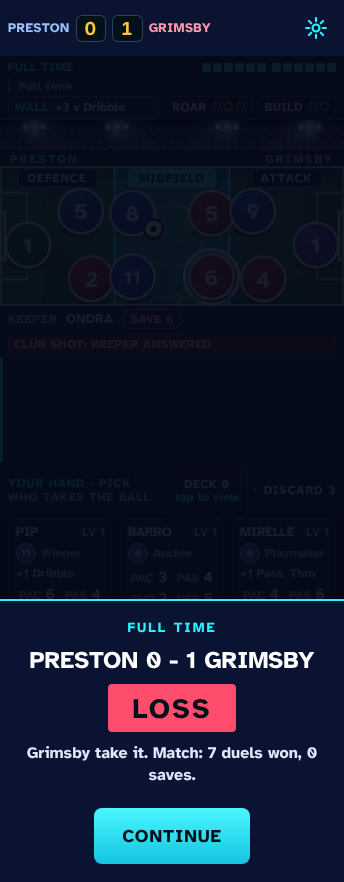 PRESTON 0 1 GRIMSBY
FULL TIME
Full time
WALL +3 v Dribble ROAR BUILD
PRESTON GRIMSBY
DEFENCE MIDFIELD ATTACK
5 8 5 9
1 1
2 11 6 4
KEEPER ONDRA SAVE 6
CLUB SHOT: KEEPER ANSWERED
YOUR HAND - PICK
WHO TAKES THE BALL
DECK 0
tap to view
· DISCARD 3
PIP LV 1 BARRO LV 1 MIRELLE LV 1
11 Winger 4 Anchor 8 Playmaker
+1 Dribble +1 Pass, Thru
PAC 3 PAS 4
PAC 6 PAS 4 PAC 4 PAS 6
FULL TIME
PRESTON 0 - 1 GRIMSBY
LOSS
Grimsby take it. Match: 7 duels won, 0
saves.
CONTINUE